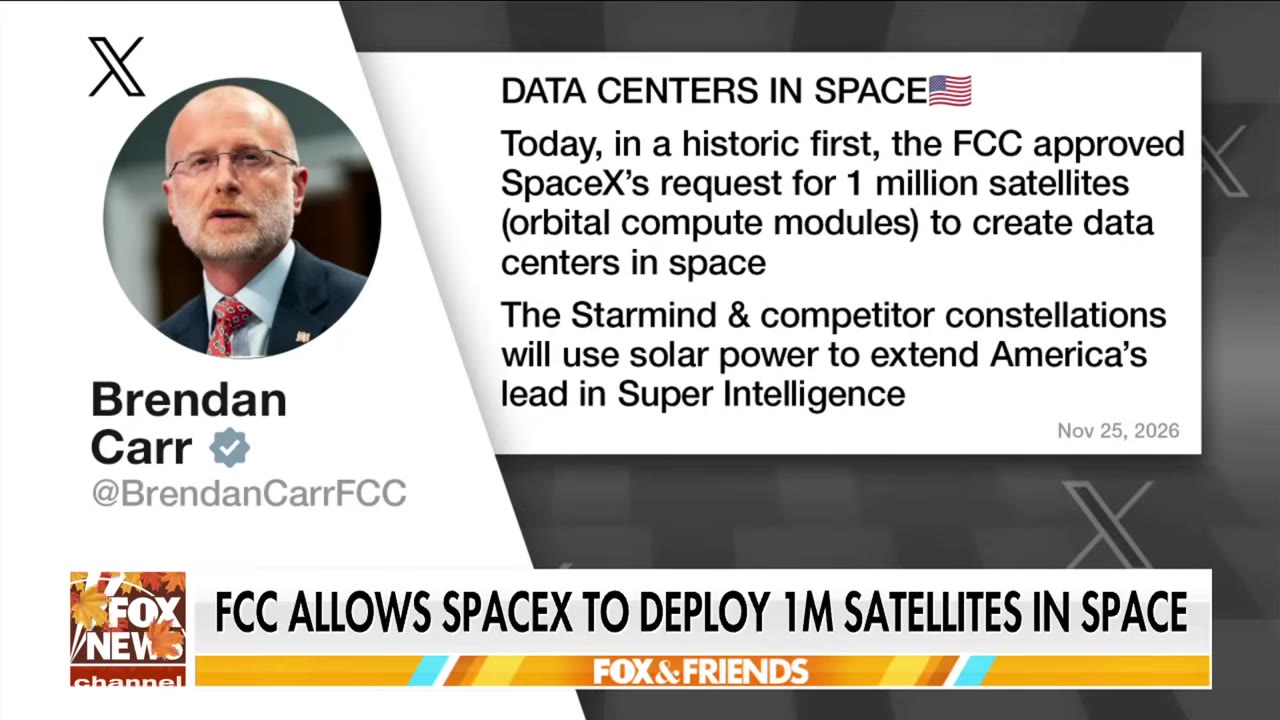 DATA CENTERS IN SPACE🇺🇸
Today, in a historic first, the FCC approved
SpaceX’s request for 1 million satellites
(orbital compute modules) to create data
centers in space
The Starmind & competitor constellations
will use solar power to extend America’s
lead in Super Intelligence
Nov 25, 2026
Brendan
Carr
@BrendanCarrFCC
FOX
NEWS
channel
FCC ALLOWS SPACEX TO DEPLOY 1M SATELLITES IN SPACE
FOX&FRIENDS